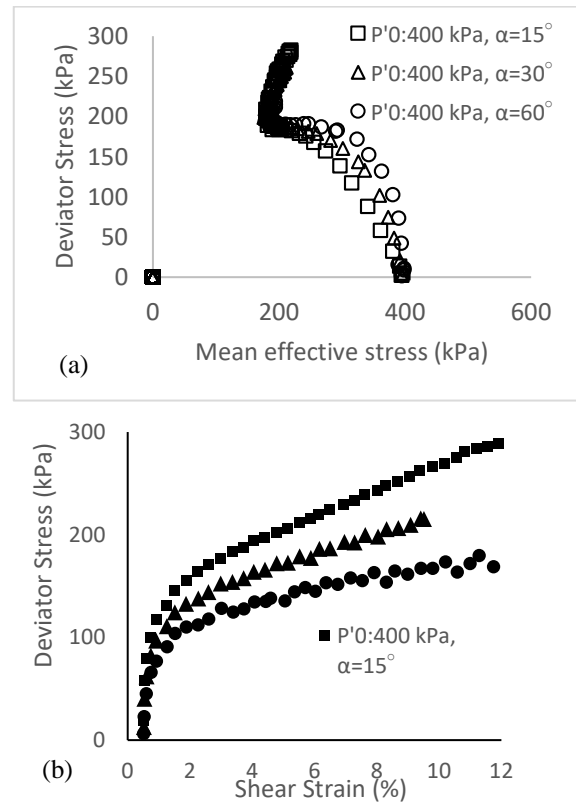 300
250
200
150
100
50
0
Deviator Stress (kPa)
P'0:400 kPa, α=15°
P'0:400 kPa, α=30°
P'0:400 kPa, α=60°
0 200 400 600
Mean effective stress (kPa)
(a)
300
200
100
0
Deviator Stress (kPa)
P'0:400 kPa,
α=15°
0 2 4 6 8 10 12
Shear Strain (%)
(b)